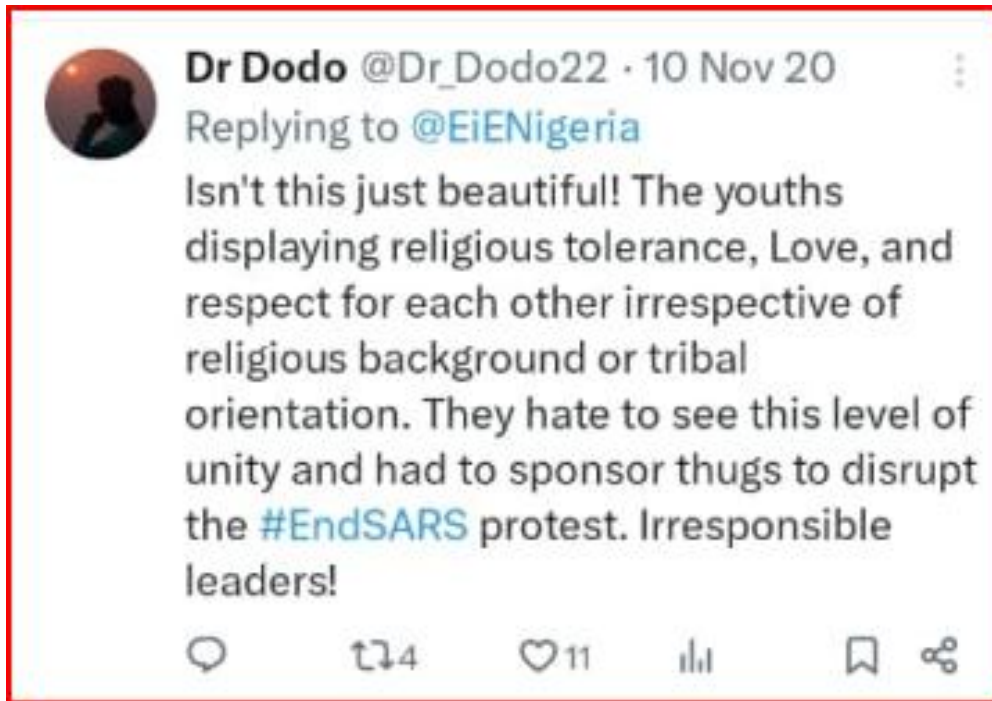 Dr Dodo @Dr_Dodo22 · 10 Nov 20
Replying to @EiENigeria
Isn't this just beautiful! The youths
displaying religious tolerance, Love, and
respect for each other irrespective of
religious background or tribal
orientation. They hate to see this level of
unity and had to sponsor thugs to disrupt
the #EndSARS protest. Irresponsible
leaders!
4 11